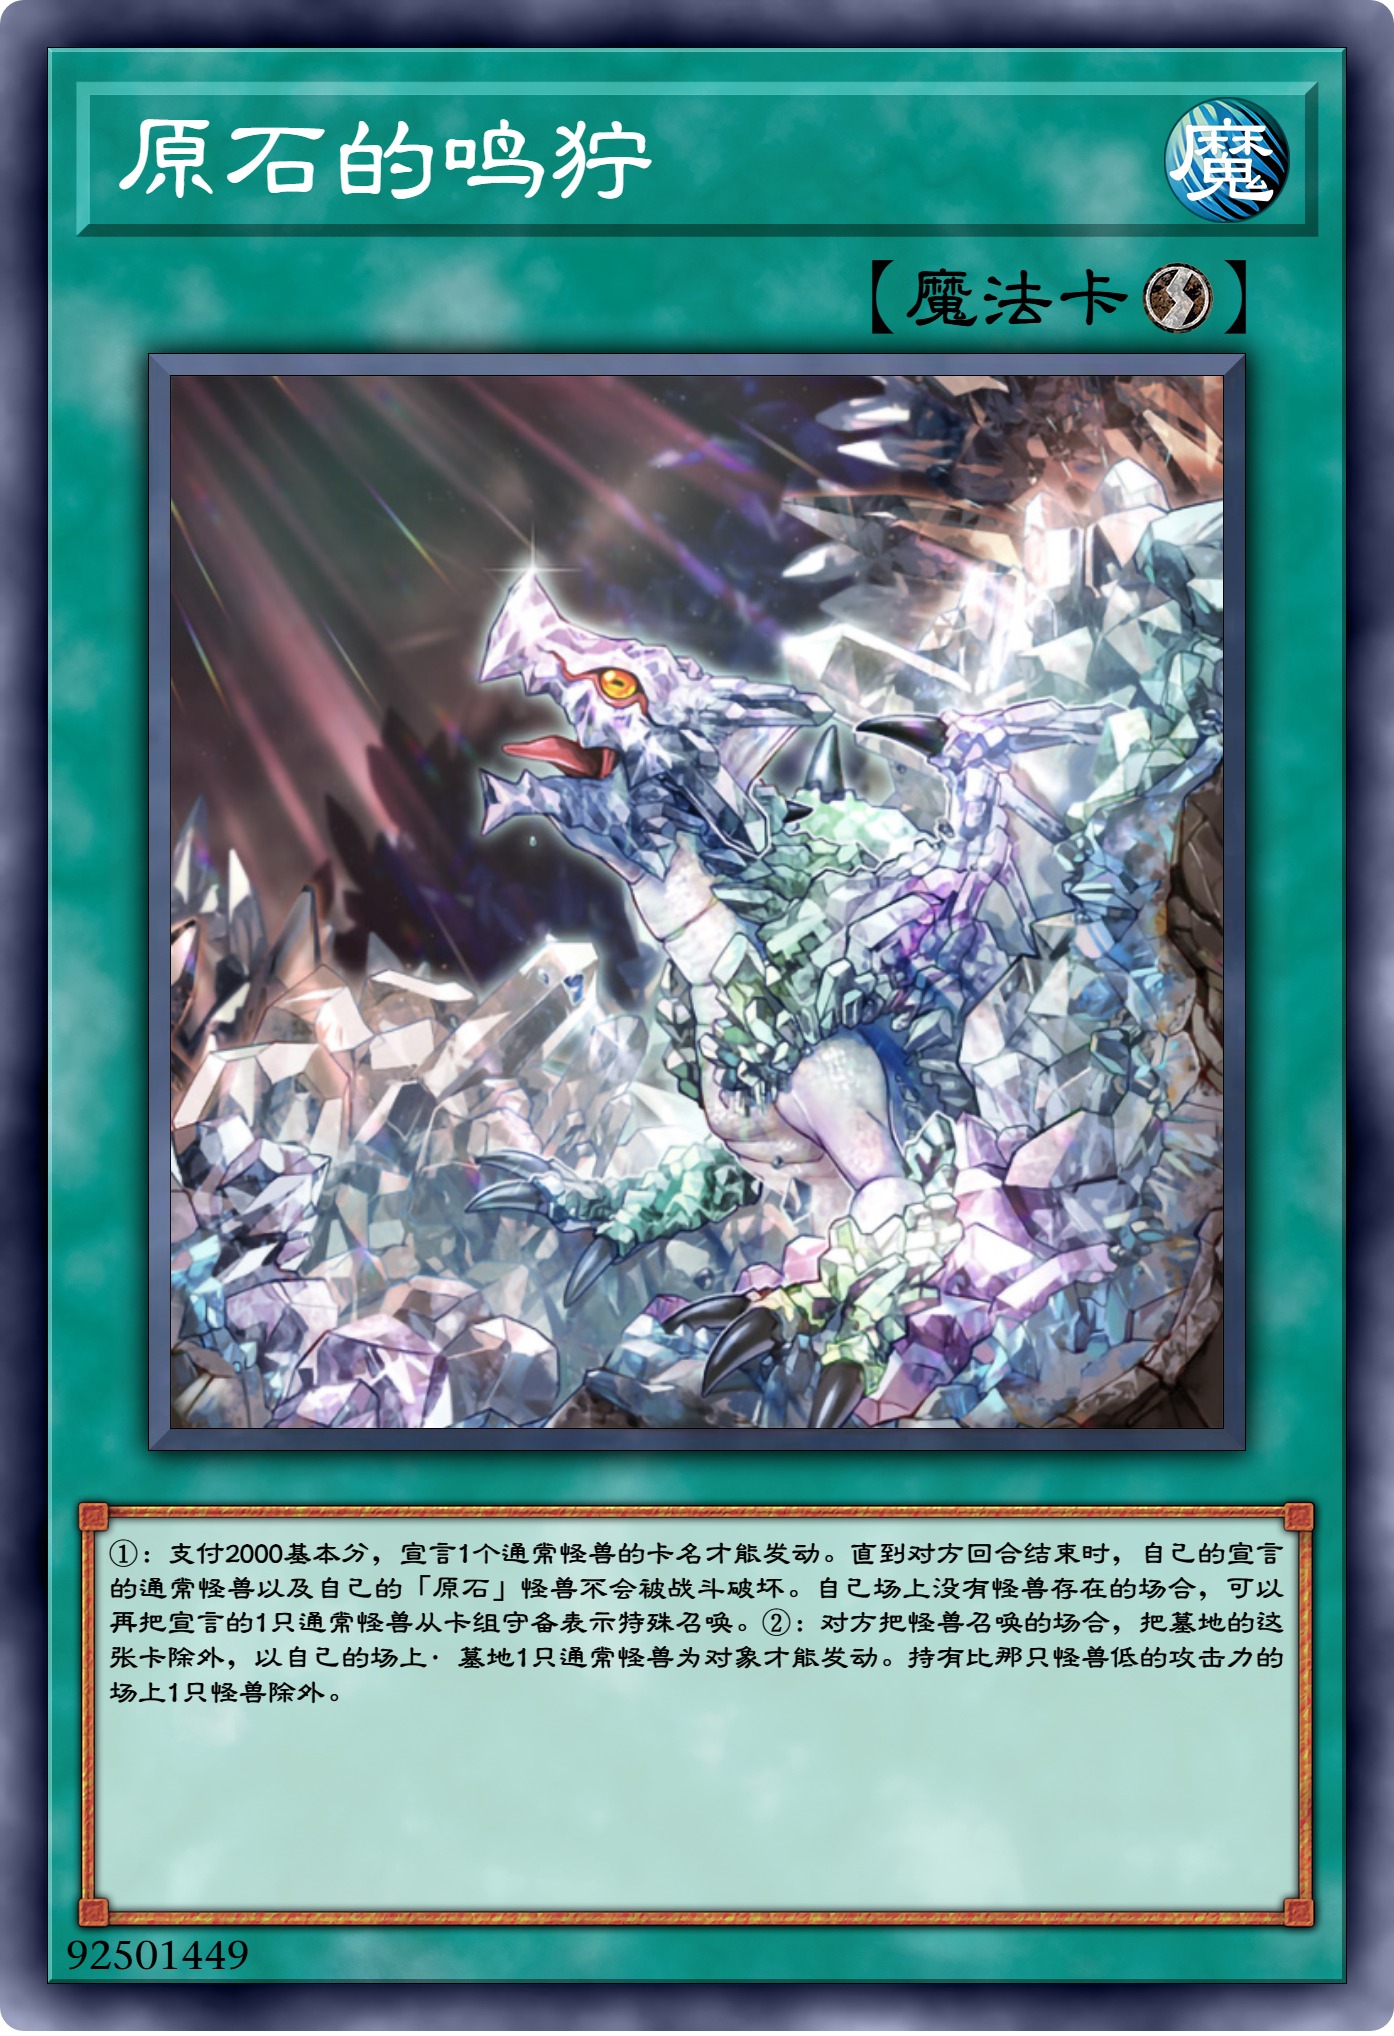 原石的鸣狞
魔
【魔法卡】
①：支付2000基本分，宣言1个通常怪兽的卡名才能发动。直到对方回合结束时，自己的宣言
的通常怪兽以及自己的「原石」怪兽不会被战斗破坏。自己场上没有怪兽存在的场合，可以
再把宣言的1只通常怪兽从卡组守备表示特殊召唤。②：对方把怪兽召唤的场合，把墓地的这
张卡除外，以自己的场上·墓地1只通常怪兽为对象才能发动。持有比那只怪兽低的攻击力的
场上1只怪兽除外。
92501449